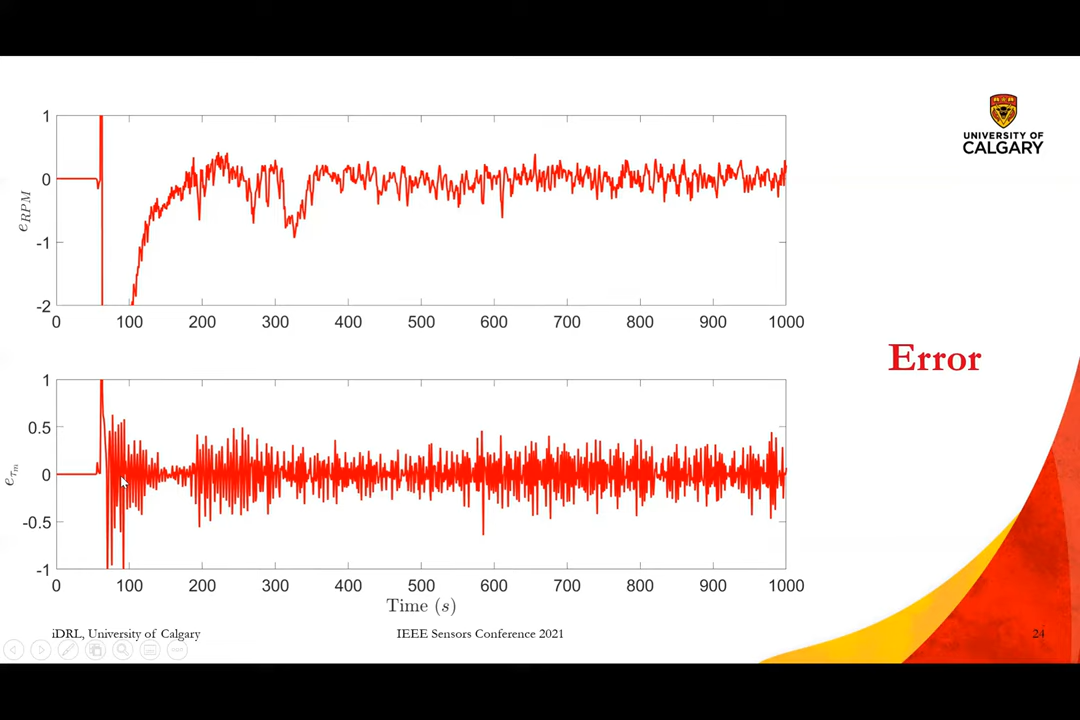 UNIVERSITY OF
CALGARY
1
0
-1
-2
e_RPM
0 100 200 300 400 500 600 700 800 900 1000
Error
1
0.5
0
-0.5
-1
e_τm
0 100 200 300 400 500 600 700 800 900 1000
Time (s)
iDRL, University of Calgary IEEE Sensors Conference 2021 24